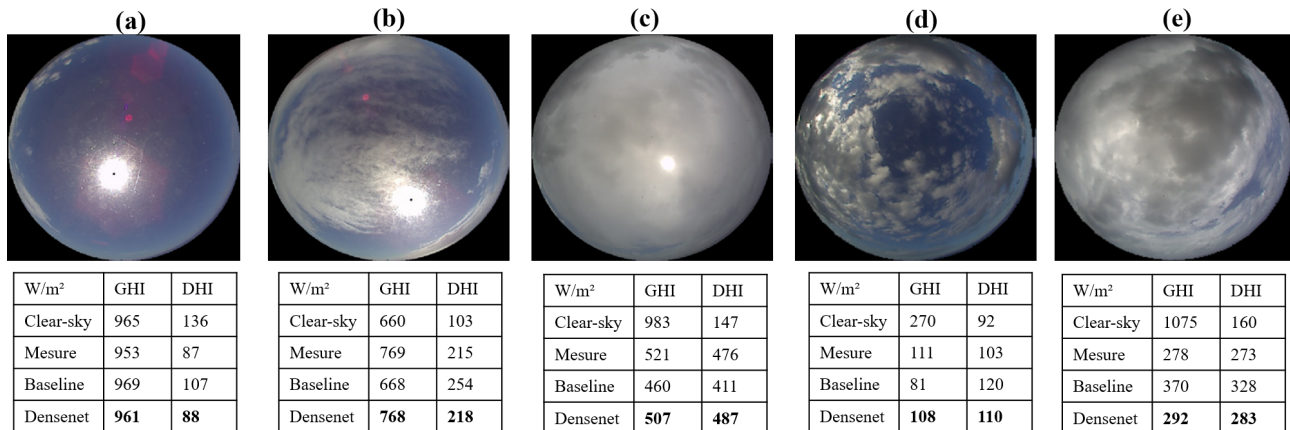 (a) (b) (c) (d) (e)
W/m² GHI DHI
Clear-sky 965 136
Mesure 953 87
Baseline 969 107
Densenet 961 88
W/m² GHI DHI
Clear-sky 660 103
Mesure 769 215
Baseline 668 254
Densenet 768 218
W/m² GHI DHI
Clear-sky 983 147
Mesure 521 476
Baseline 460 411
Densenet 507 487
W/m² GHI DHI
Clear-sky 270 92
Mesure 111 103
Baseline 81 120
Densenet 108 110
W/m² GHI DHI
Clear-sky 1075 160
Mesure 278 273
Baseline 370 328
Densenet 292 283